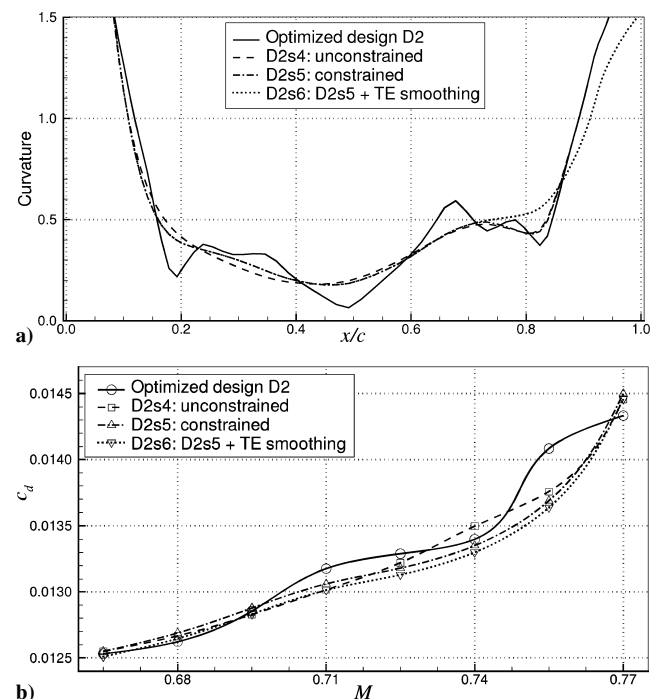 1.5
1.0
0.5
0.0
Curvature
Optimized design D2
D2s4: unconstrained
D2s5: constrained
D2s6: D2s5 + TE smoothing
0.0 0.2 0.4 0.6 0.8 1.0
x/c
a)
0.0145
0.0140
0.0135
0.0130
0.0125
c_d
Optimized design D2
D2s4: unconstrained
D2s5: constrained
D2s6: D2s5 + TE smoothing
0.68 0.71 0.74 0.77
M
b)